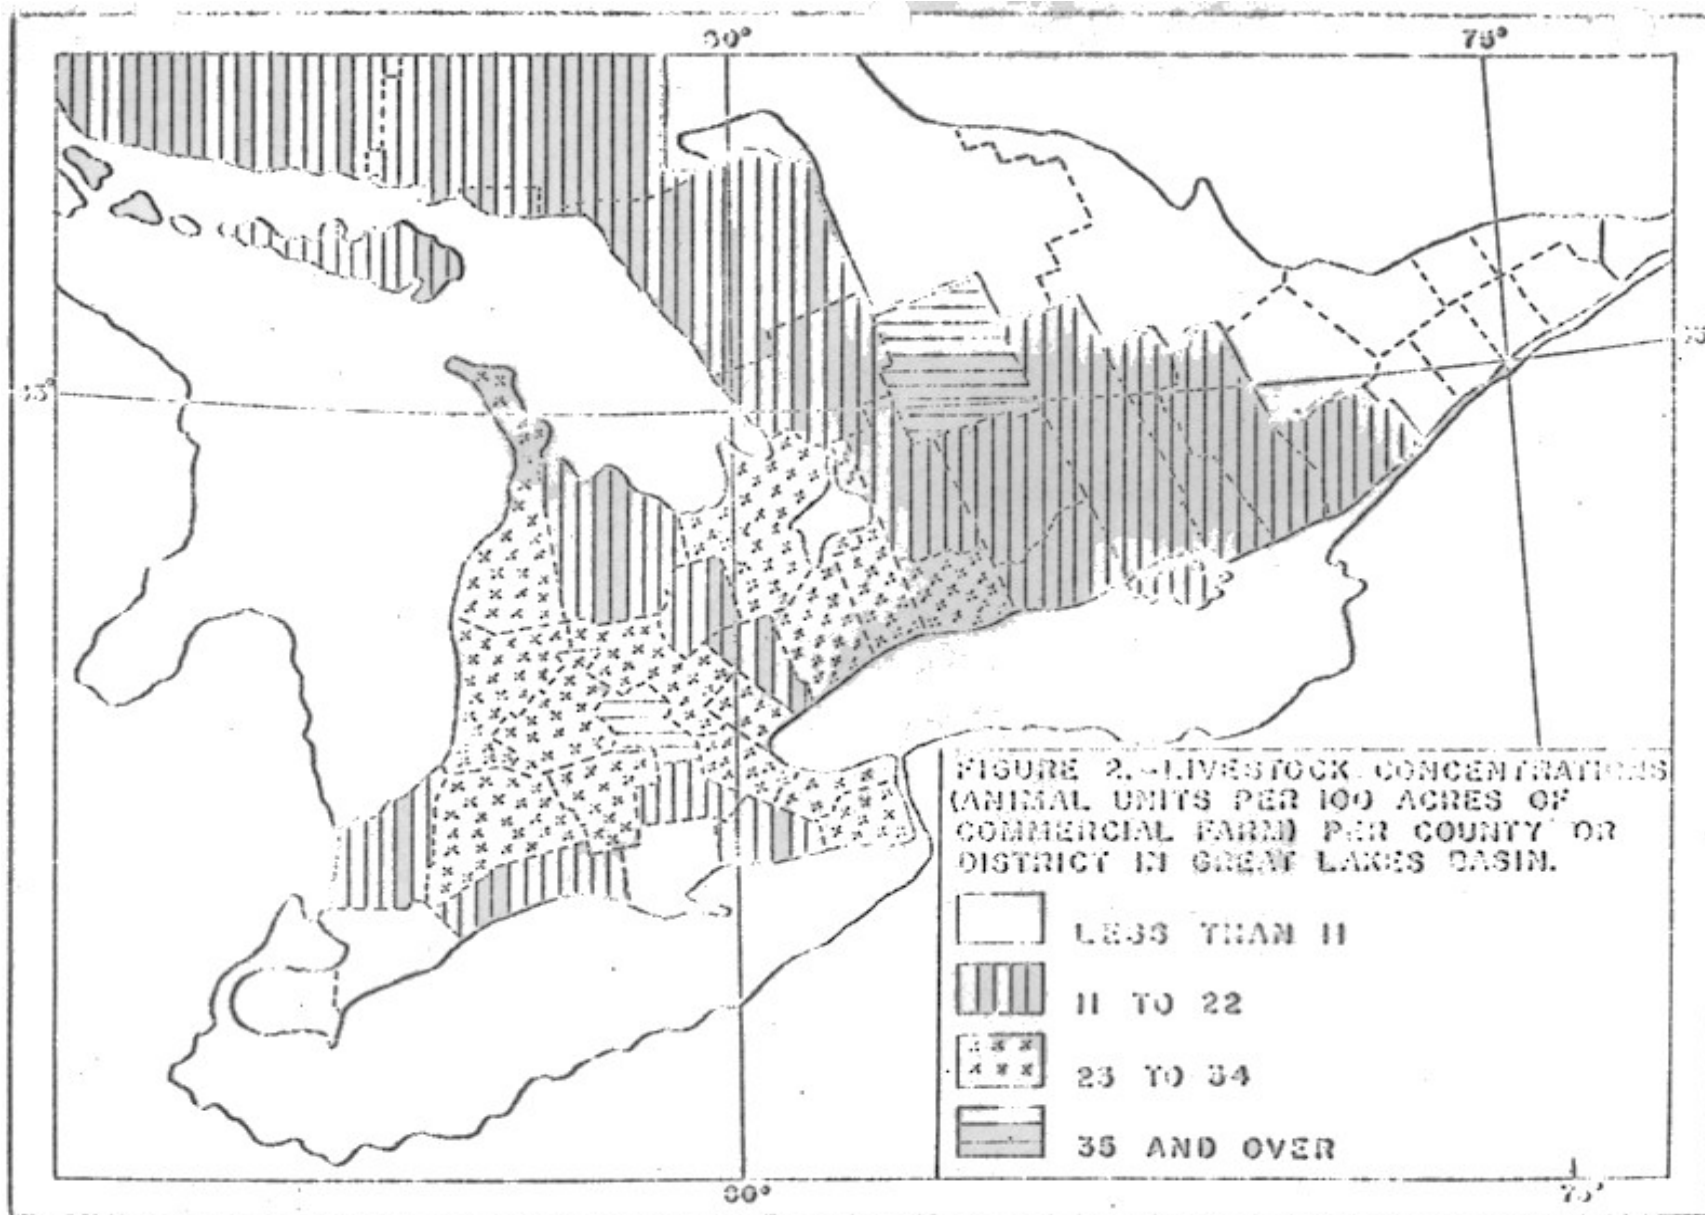 80°
75°
45°
FIGURE 2.-LIVESTOCK CONCENTRATIONS
(ANIMAL UNITS PER 100 ACRES OF
COMMERCIAL FARM) PER COUNTY OR
DISTRICT IN GREAT LAKES BASIN.
LESS THAN 11
11 TO 22
23 TO 34
35 AND OVER
80°
75°